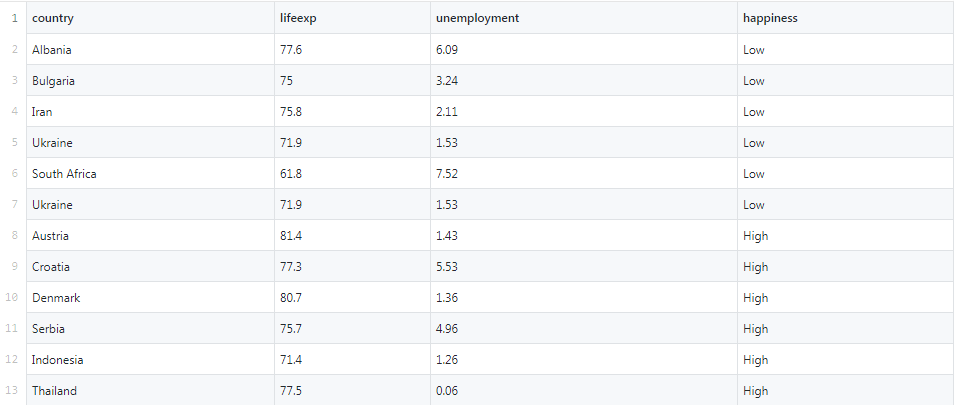 1 country lifeexp unemployment happiness
2 Albania 77.6 6.09 Low
3 Bulgaria 75 3.24 Low
4 Iran 75.8 2.11 Low
5 Ukraine 71.9 1.53 Low
6 South Africa 61.8 7.52 Low
7 Ukraine 71.9 1.53 Low
8 Austria 81.4 1.43 High
9 Croatia 77.3 5.53 High
10 Denmark 80.7 1.36 High
11 Serbia 75.7 4.96 High
12 Indonesia 71.4 1.26 High
13 Thailand 77.5 0.06 High